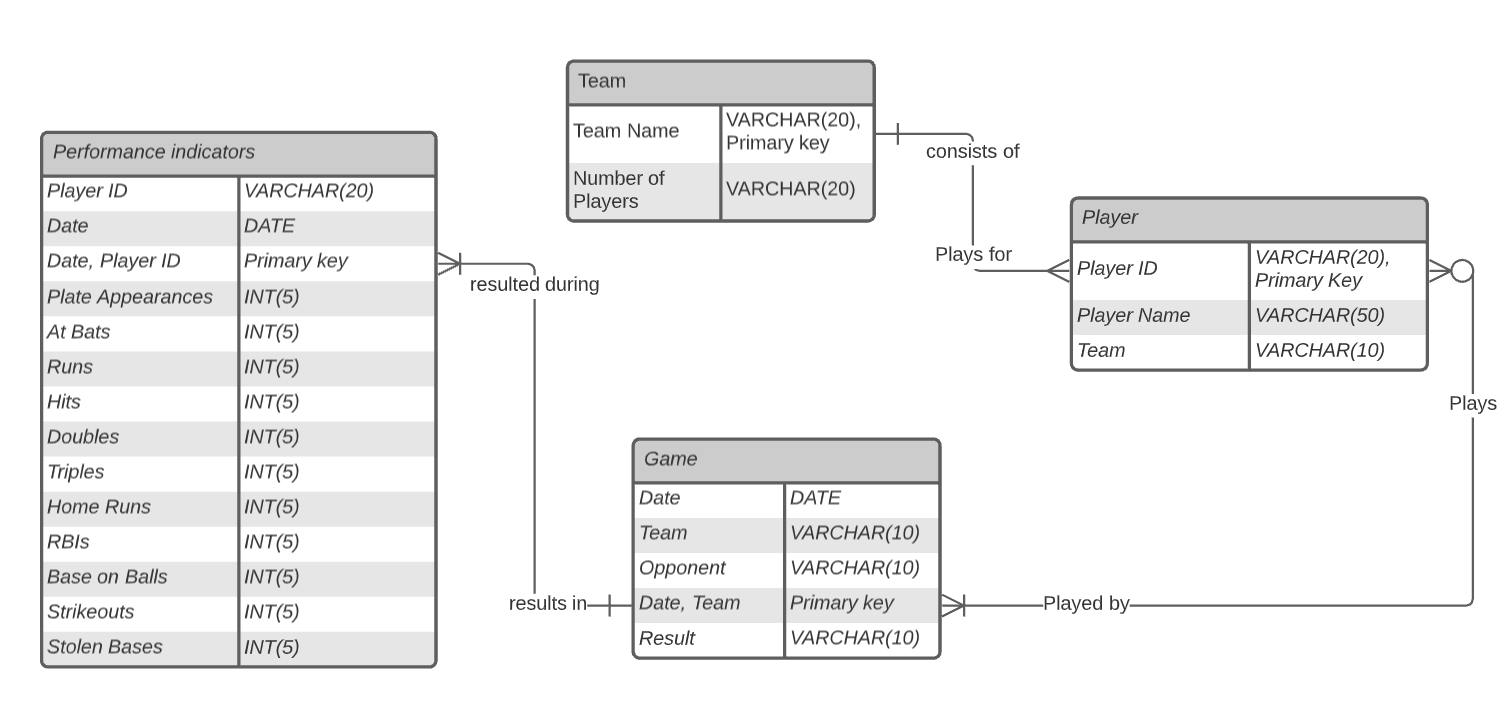 Team
Team Name
VARCHAR(20),
Primary key
Number of
Players
VARCHAR(20)
Performance indicators
Player ID VARCHAR(20)
Date DATE
Date, Player ID Primary key
Plate Appearances INT(5)
At Bats INT(5)
Runs INT(5)
Hits INT(5)
Doubles INT(5)
Triples INT(5)
Home Runs INT(5)
RBIs INT(5)
Base on Balls INT(5)
Strikeouts INT(5)
Stolen Bases INT(5)
consists of
Plays for
Player
Player ID
VARCHAR(20),
Primary Key
Player Name VARCHAR(50)
Team VARCHAR(10)
resulted during
results in
Game
Date DATE
Team VARCHAR(10)
Opponent VARCHAR(10)
Date, Team Primary key
Result VARCHAR(10)
Played by
Plays